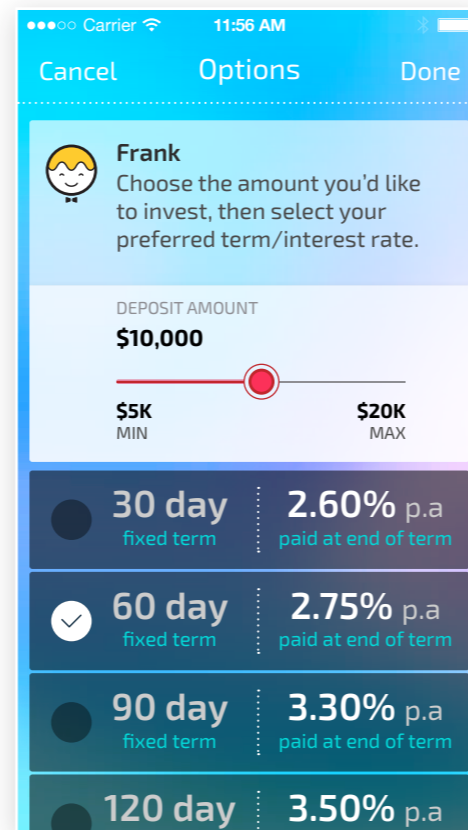 Carrier 11:56 AM
Cancel Options Done
Frank
Choose the amount you'd like
to invest, then select your
preferred term/interest rate.
DEPOSIT AMOUNT
$10,000
$5K $20K
MIN MAX
30 day 2.60% p.a
fixed term paid at end of term
60 day 2.75% p.a
fixed term paid at end of term
90 day 3.30% p.a
fixed term paid at end of term
120 day 3.50% p.a